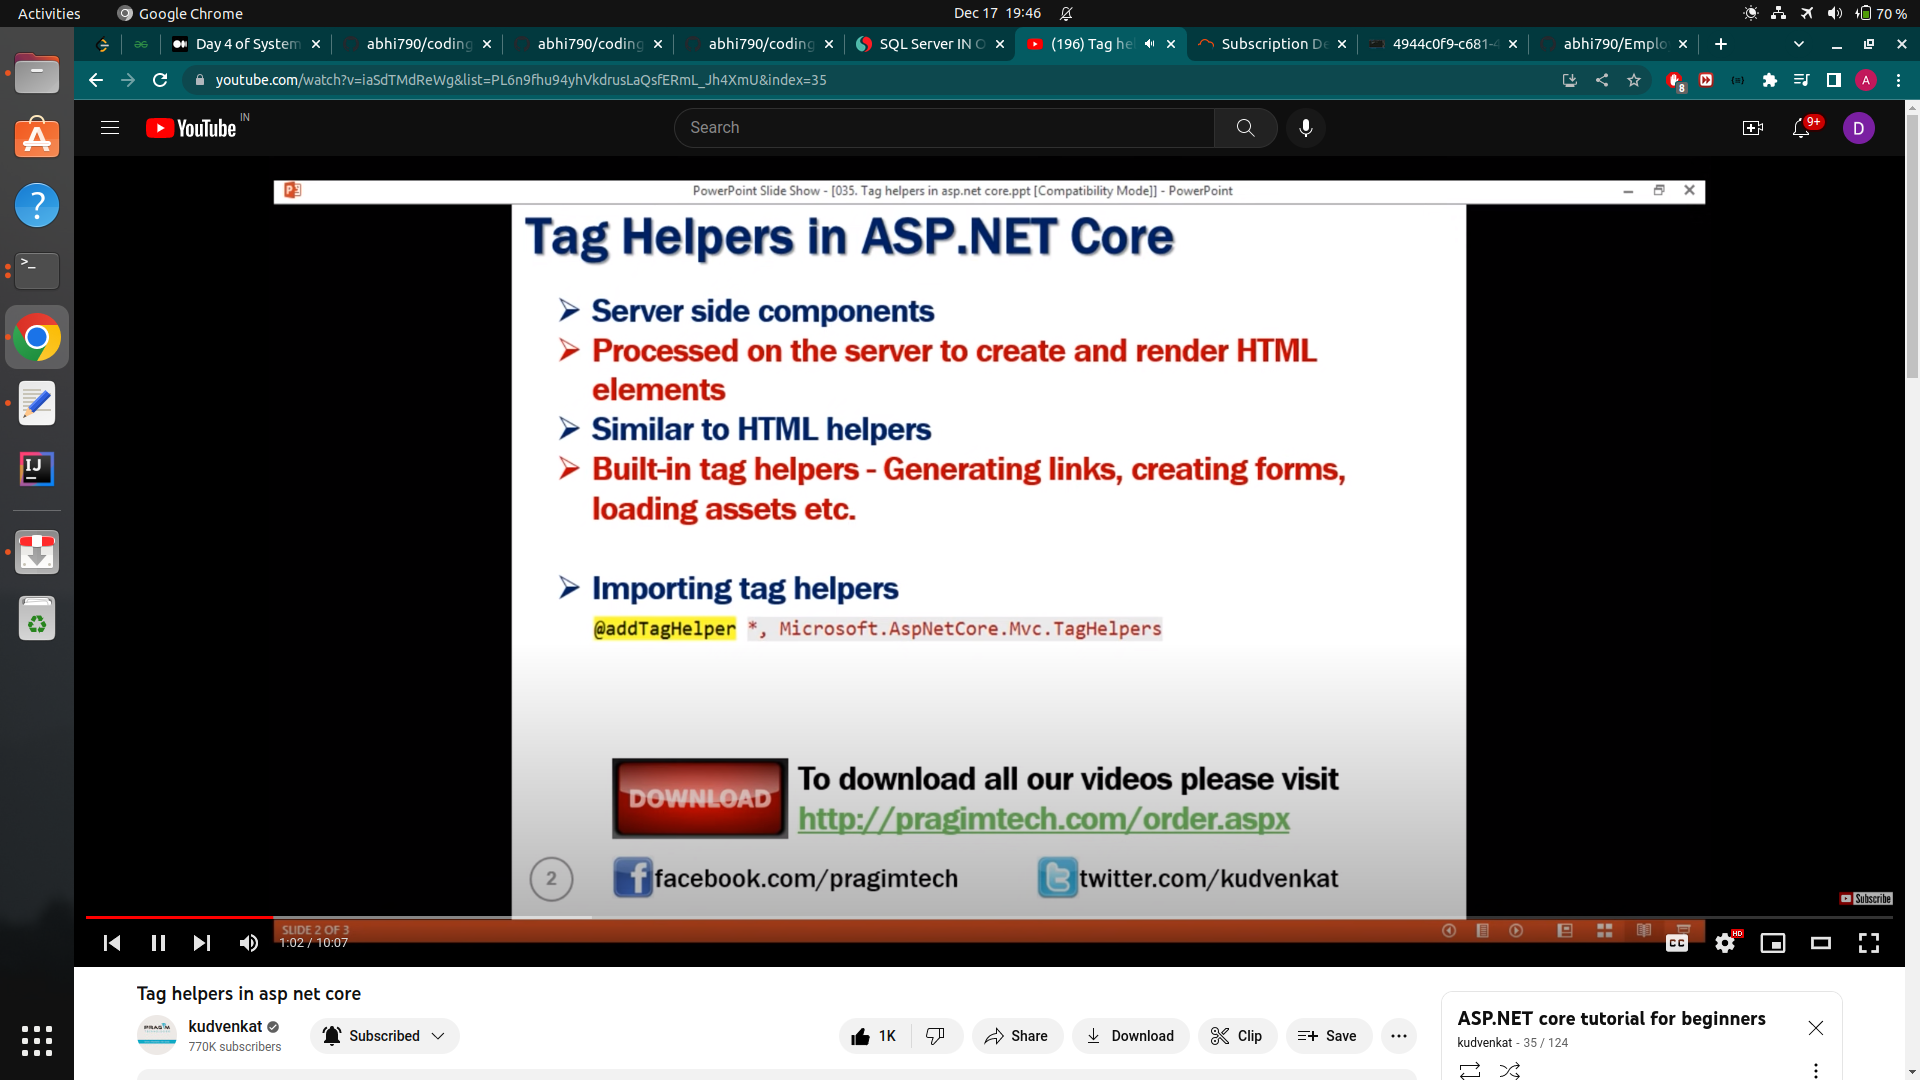 Activities
Google Chrome
Dec 17 19:46
70 %
Day 4 of System
abhi790/coding
abhi790/coding
abhi790/coding
SQL Server IN O
(196) Tag hel
Subscription De
4944c0f9-c681-4
abhi790/Emplo
youtube.com/watch?v=iaSdTMdReWg&list=PL6n9fhu94yhVkdrusLaQsfERmL_Jh4XmU&index=35
8
A
YouTube IN
Search
9+
D
PowerPoint Slide Show - [035. Tag helpers in asp.net core.ppt [Compatibility Mode]] - PowerPoint
Tag Helpers in ASP.NET Core
Server side components
Processed on the server to create and render HTML
elements
Similar to HTML helpers
Built-in tag helpers - Generating links, creating forms,
loading assets etc.
Importing tag helpers
@addTagHelper *, Microsoft.AspNetCore.Mvc.TagHelpers
DOWNLOAD
To download all our videos please visit
http://pragimtech.com/order.aspx
2
facebook.com/pragimtech
twitter.com/kudvenkat
Subscribe
SLIDE 2 OF 3
1:02 / 10:07
CC
HD
Tag helpers in asp net core
PRAGIM
kudvenkat
770K subscribers
Subscribed
1K
Share
Download
Clip
Save
ASP.NET core tutorial for beginners
kudvenkat - 35 / 124